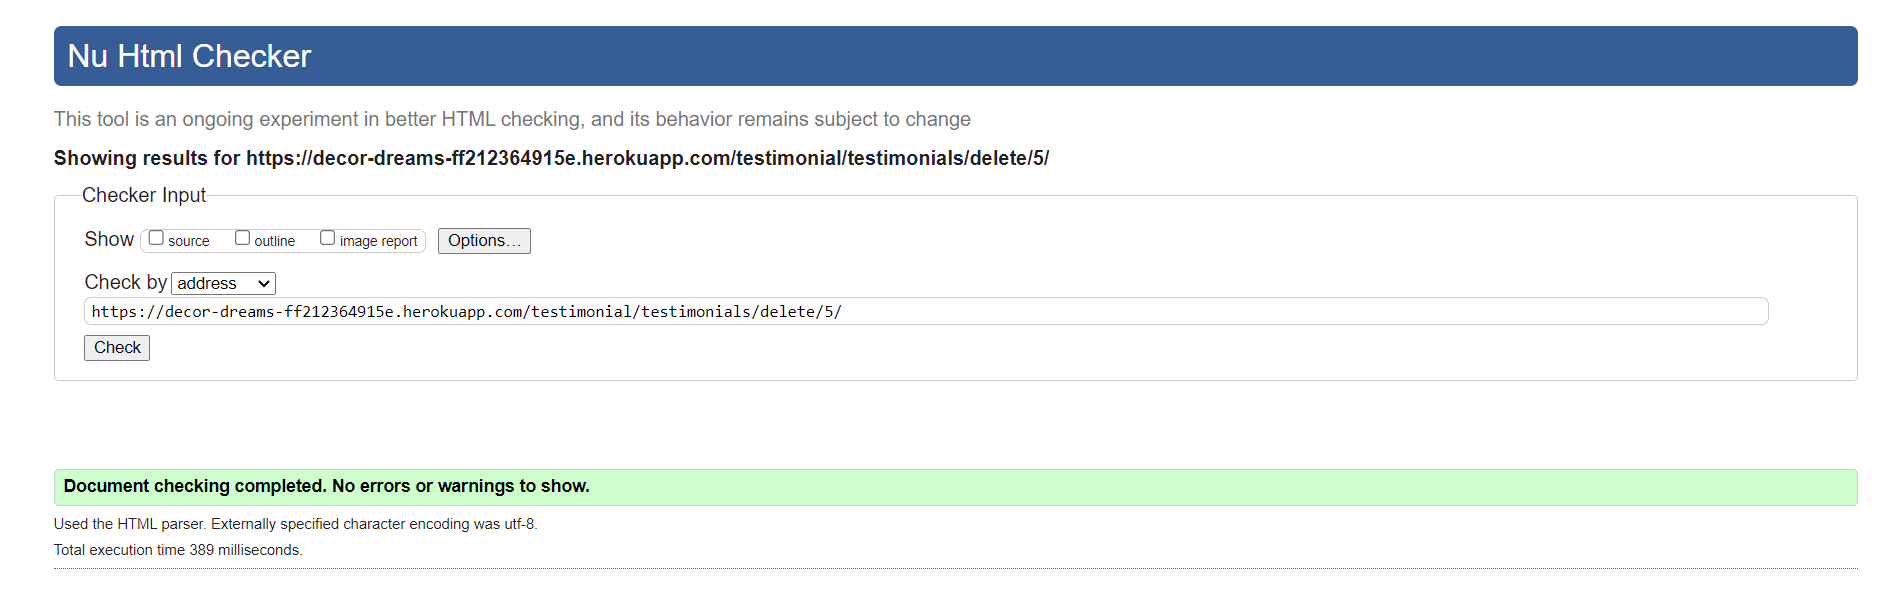 Nu Html Checker
This tool is an ongoing experiment in better HTML checking, and its behavior remains subject to change
Showing results for https://decor-dreams-ff212364915e.herokuapp.com/testimonial/testimonials/delete/5/
Checker Input
Show source outline image report Options...
Check by address
https://decor-dreams-ff212364915e.herokuapp.com/testimonial/testimonials/delete/5/
Check
Document checking completed. No errors or warnings to show.
Used the HTML parser. Externally specified character encoding was utf-8.
Total execution time 389 milliseconds.